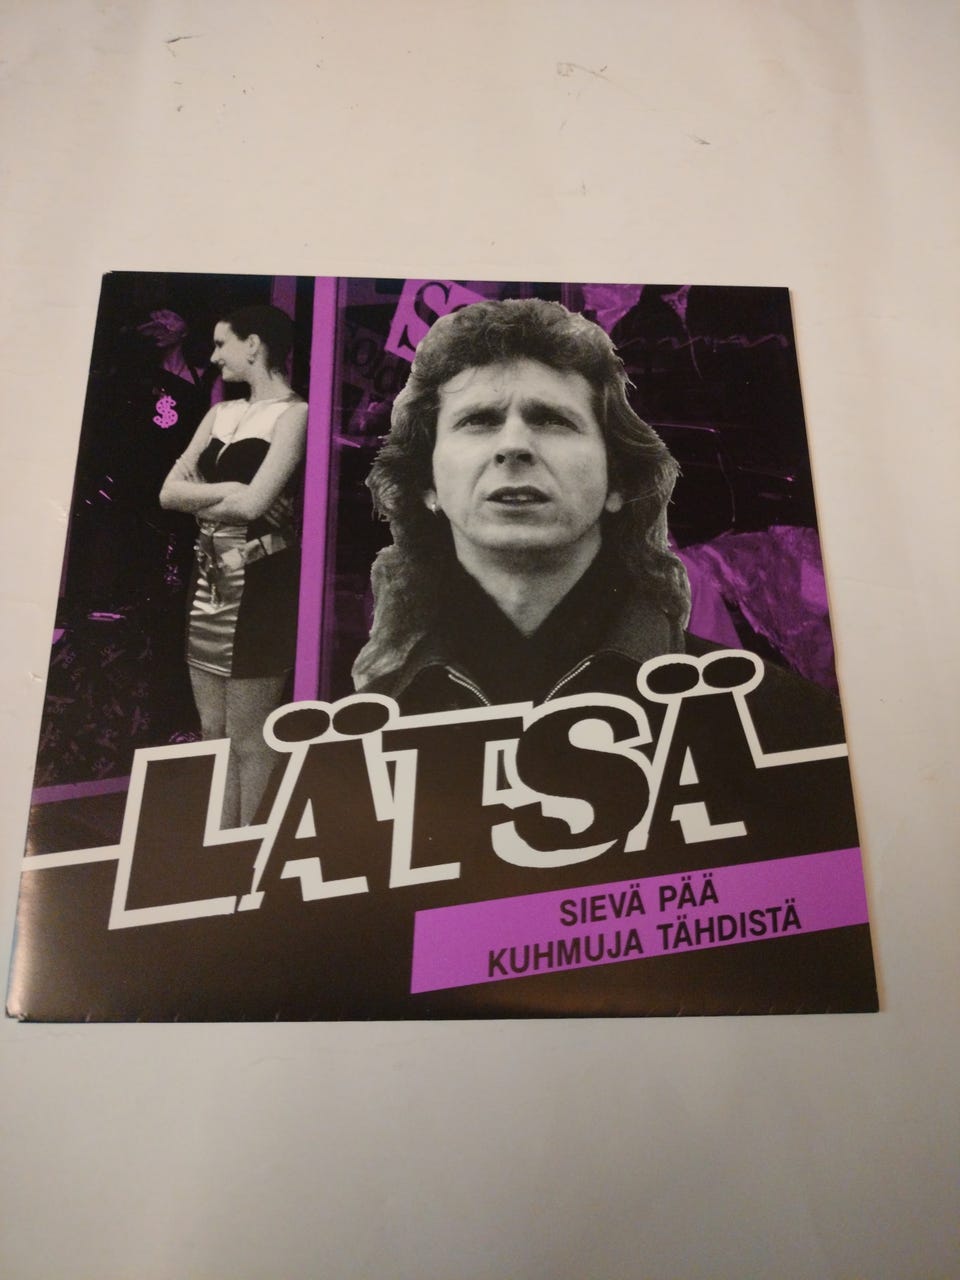 S
$
LÄTSÄ
SIEVÄ PÄÄ
KUHMUJA TÄHDISTÄ